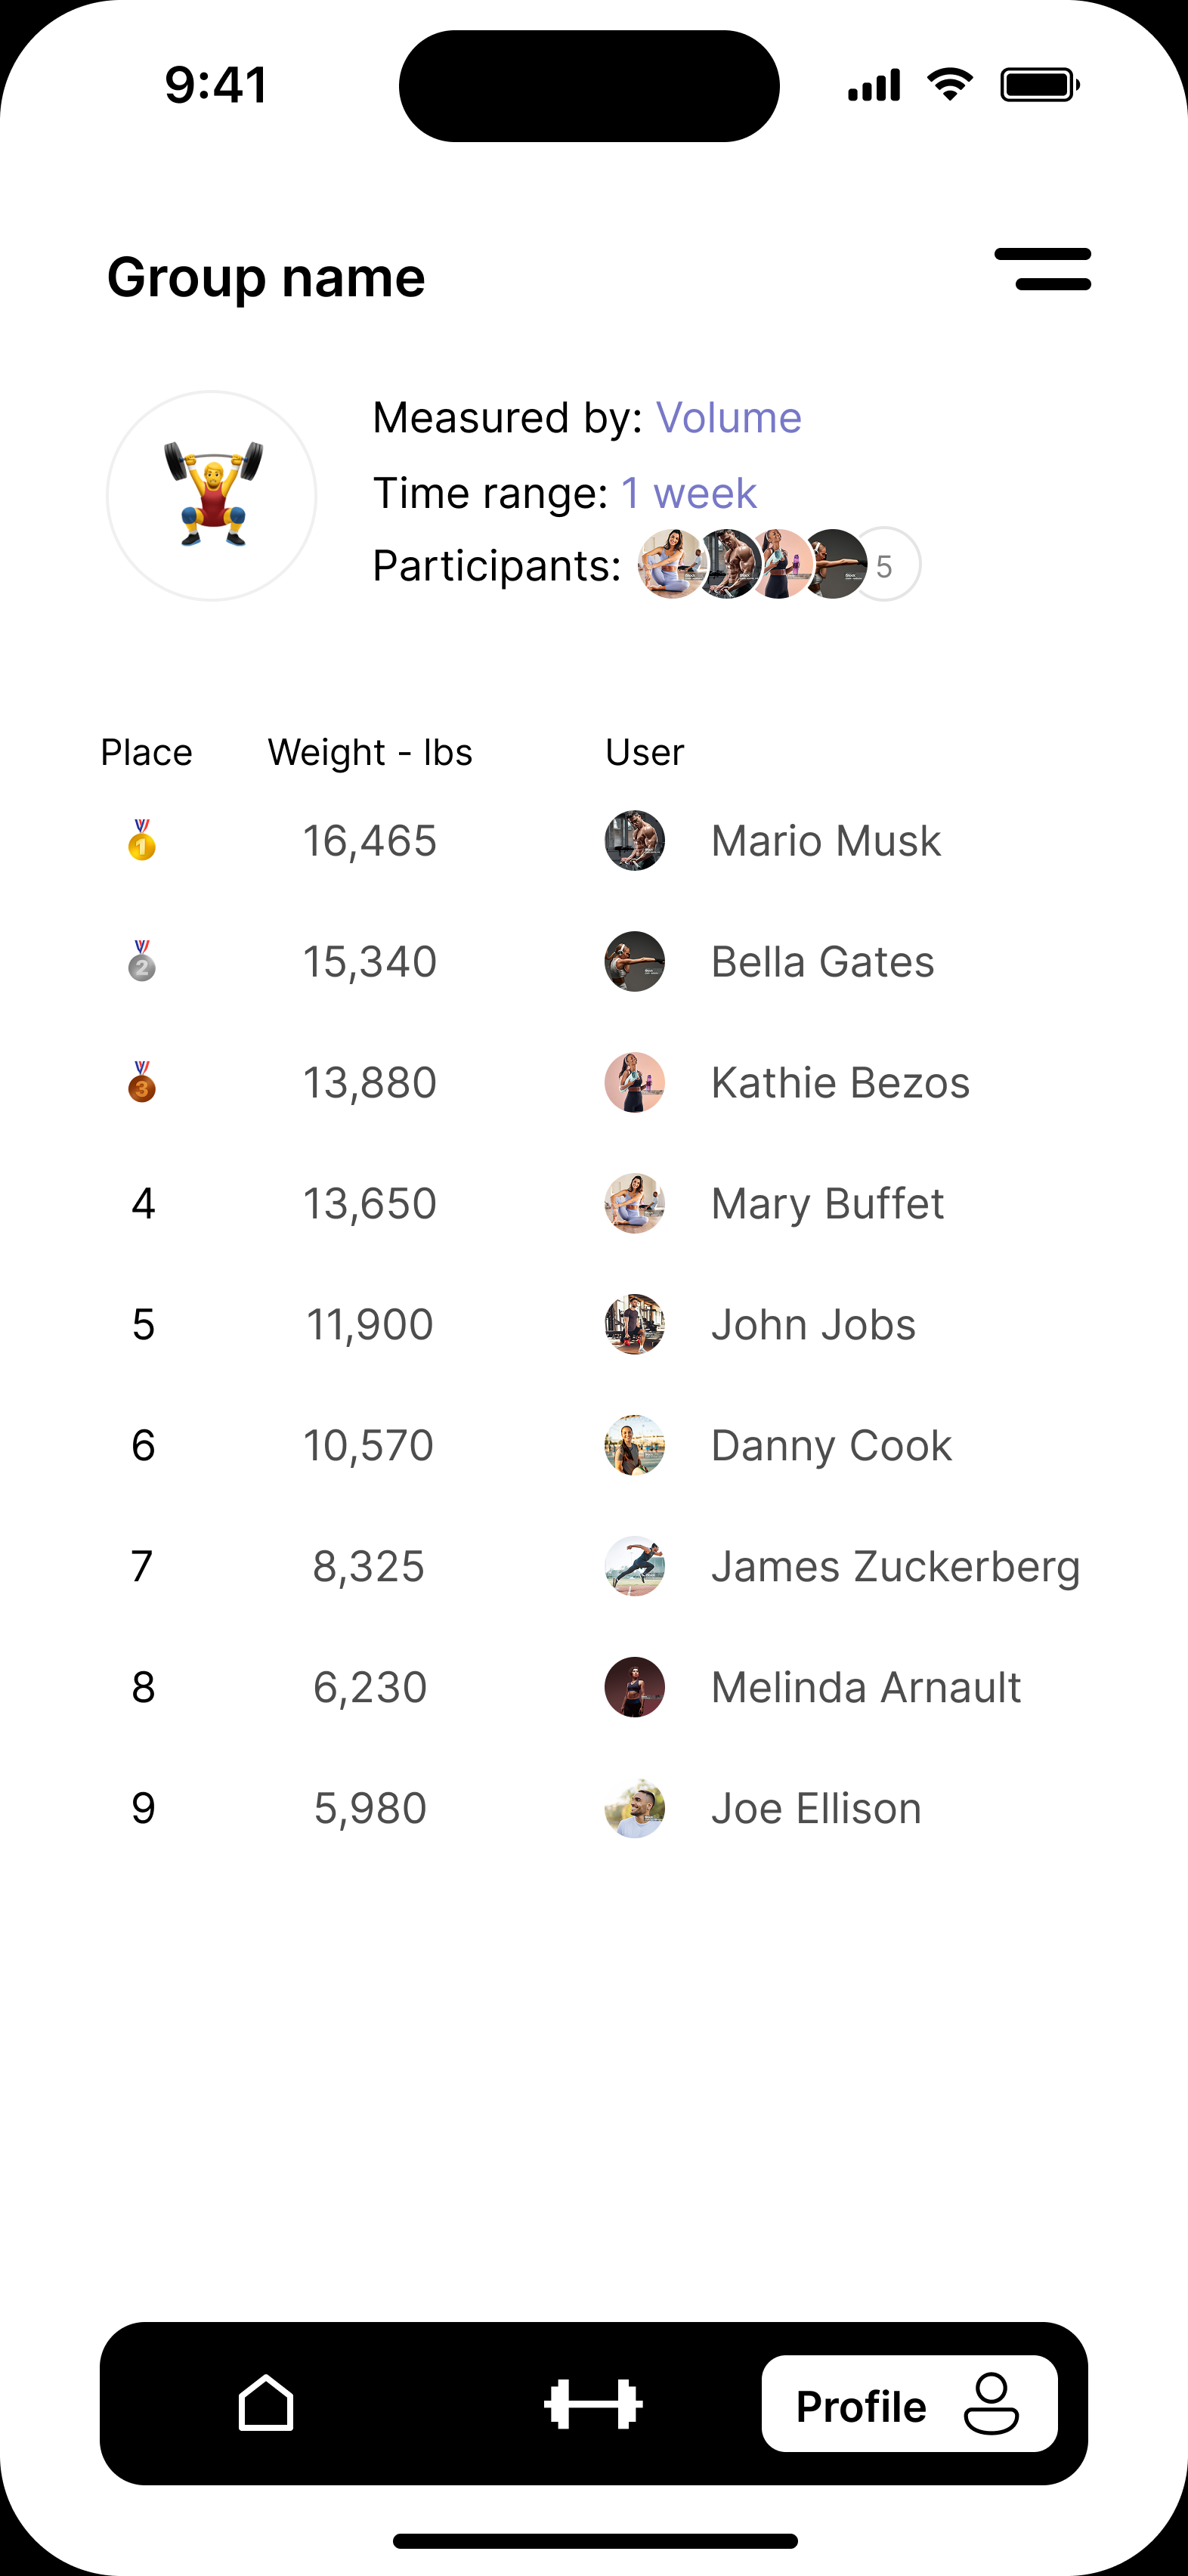 9:41
Group name
Measured by: Volume
Time range: 1 week
Participants: 5
Place Weight - lbs User
1 16,465 Mario Musk
2 15,340 Bella Gates
3 13,880 Kathie Bezos
4 13,650 Mary Buffet
5 11,900 John Jobs
6 10,570 Danny Cook
7 8,325 James Zuckerberg
8 6,230 Melinda Arnault
9 5,980 Joe Ellison
Profile